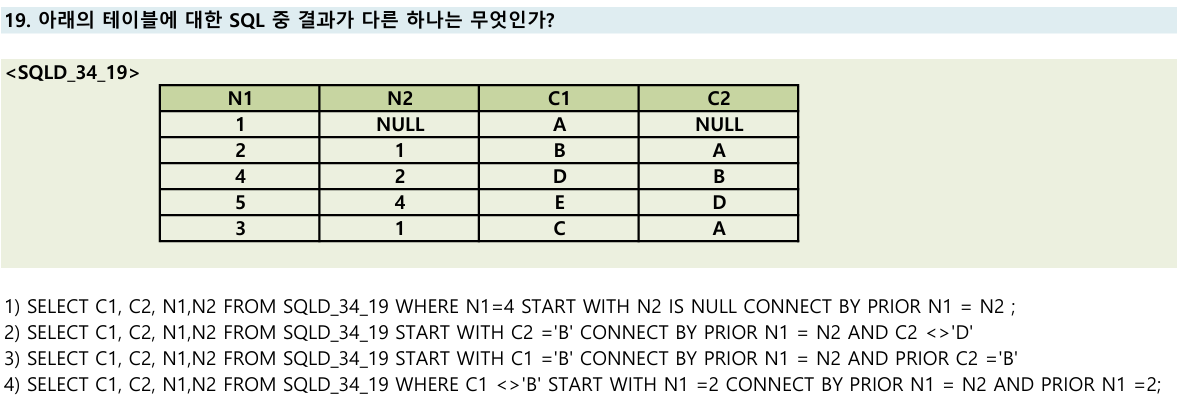 19. 아래의 테이블에 대한 SQL 중 결과가 다른 하나는 무엇인가?
<SQLD_34_19>
N1 N2 C1 C2
1 NULL A NULL
2 1 B A
4 2 D B
5 4 E D
3 1 C A
1) SELECT C1, C2, N1,N2 FROM SQLD_34_19 WHERE N1=4 START WITH N2 IS NULL CONNECT BY PRIOR N1 = N2 ;
2) SELECT C1, C2, N1,N2 FROM SQLD_34_19 START WITH C2 ='B' CONNECT BY PRIOR N1 = N2 AND C2 <>'D'
3) SELECT C1, C2, N1,N2 FROM SQLD_34_19 START WITH C1 ='B' CONNECT BY PRIOR N1 = N2 AND PRIOR C2 ='B'
4) SELECT C1, C2, N1,N2 FROM SQLD_34_19 WHERE C1 <>'B' START WITH N1 =2 CONNECT BY PRIOR N1 = N2 AND PRIOR N1 =2;